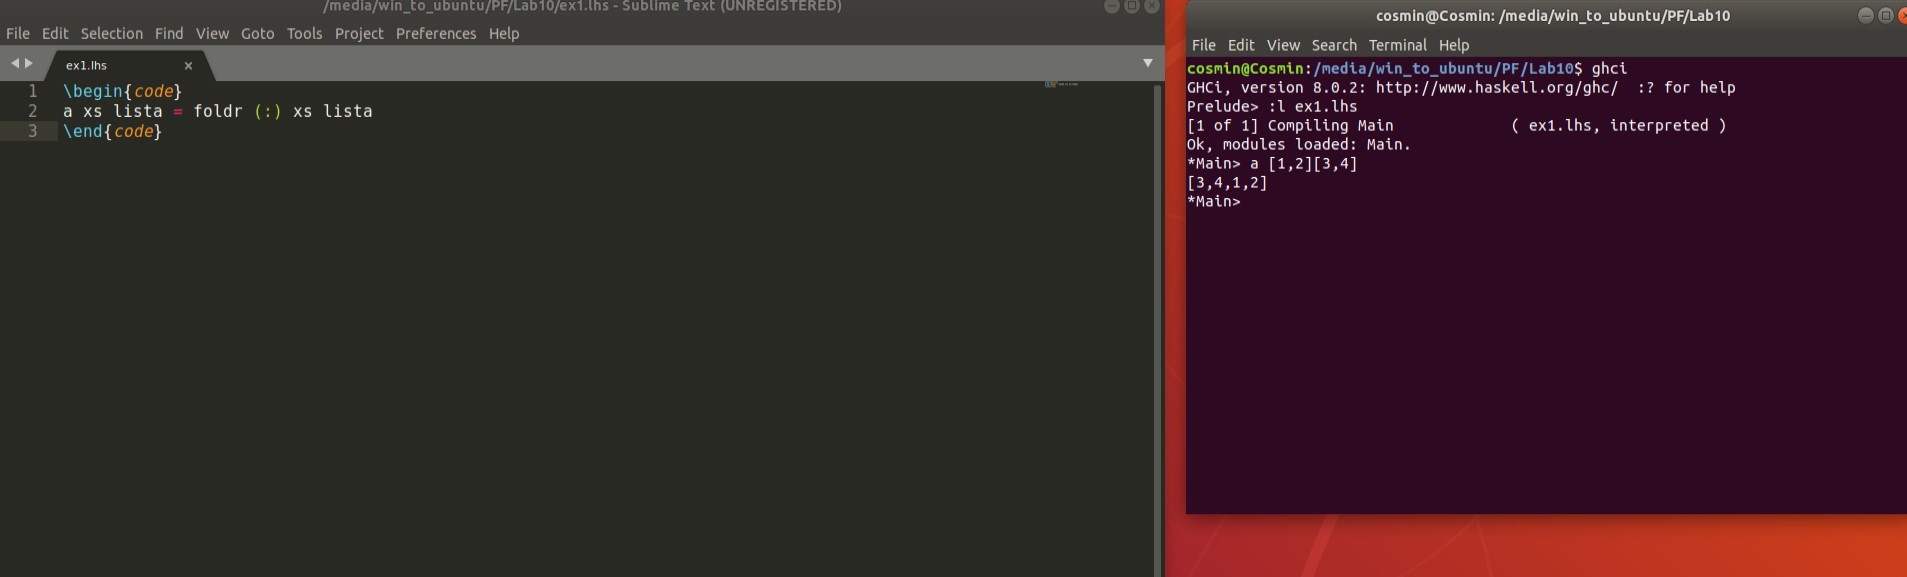 /media/win_to_ubuntu/PF/Lab10/ex1.lhs - Sublime Text (UNREGISTERED)
File Edit Selection Find View Goto Tools Project Preferences Help
ex1.lhs ×
1 \begin{code}
2 a xs lista = foldr (:) xs lista
3 \end{code}
cosmin@Cosmin: /media/win_to_ubuntu/PF/Lab10
File Edit View Search Terminal Help
cosmin@Cosmin:/media/win_to_ubuntu/PF/Lab10$ ghci
GHCi, version 8.0.2: http://www.haskell.org/ghc/  :? for help
Prelude> :l ex1.lhs
[1 of 1] Compiling Main             ( ex1.lhs, interpreted )
Ok, modules loaded: Main.
*Main> a [1,2][3,4]
[3,4,1,2]
*Main>